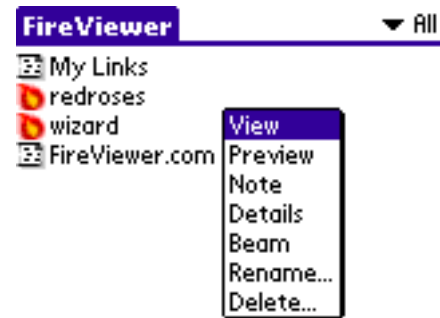 FireViewer All
My Links
redroses
wizard
FireViewer.com
View
Preview
Note
Details
Beam
Rename...
Delete...